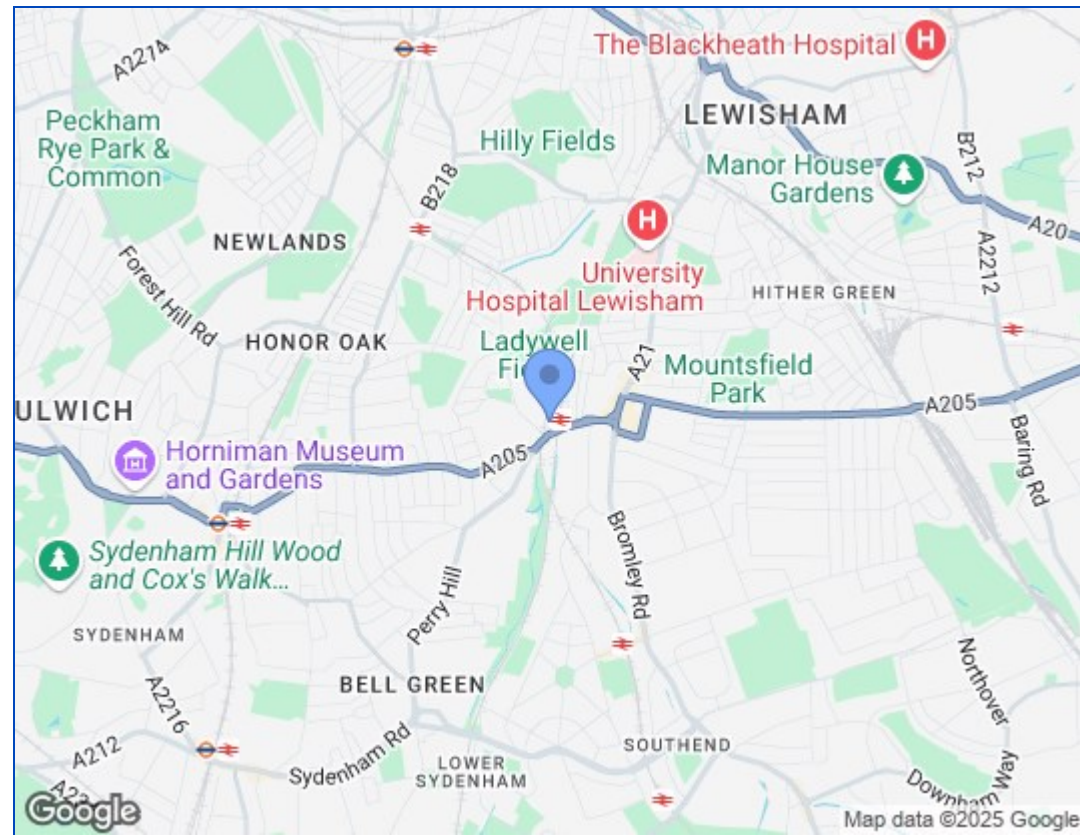 A2214
The Blackheath Hospital
H
Peckham
Rye Park &
Common
Hilly Fields
LEWISHAM
B218
Manor House
Gardens
B212
H
A20
NEWLANDS
University
Hospital Lewisham
A2212
HITHER GREEN
Forest Hill Rd
HONOR OAK
Ladywell
A21
Mountsfield
Park
ULWICH
A205
Horniman Museum
and Gardens
A205
Baring Rd
Sydenham Hill Wood
and Cox's Walk...
Bromley Rd
Perry Hill
SYDENHAM
BELL GREEN
Northover
A2216
A212
Sydenham Rd
LOWER
SYDENHAM
SOUTHEND
Downham Way
Google
Map data ©2025 Google